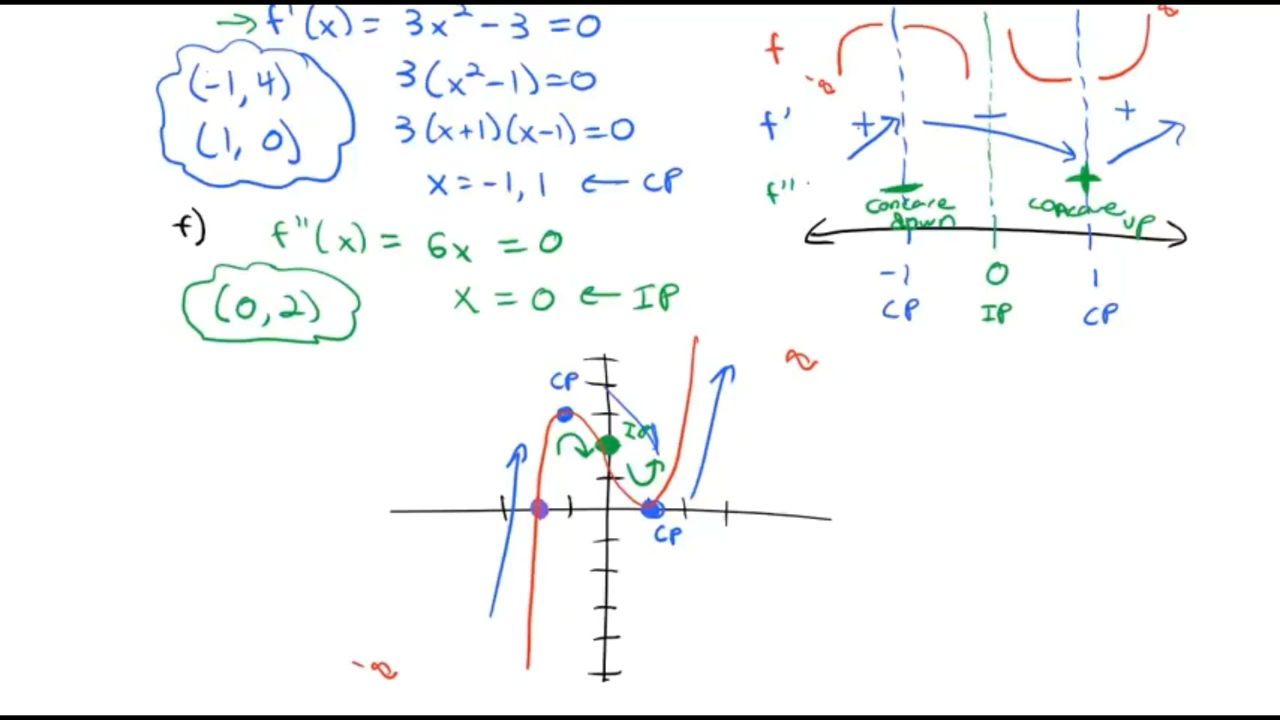 → f'(x) = 3x² - 3 = 0
(-1, 4)
3(x² - 1) = 0
(1, 0)
3(x+1)(x-1) = 0
x = -1, 1 ← CP
f)
f''(x) = 6x = 0
(0, 2)
x = 0 ← IP
∞
f
-∞
f' + - +
f'' - +
concave down
concave up
-1 0 1
CP IP CP
CP
∞
IP
CP
-∞